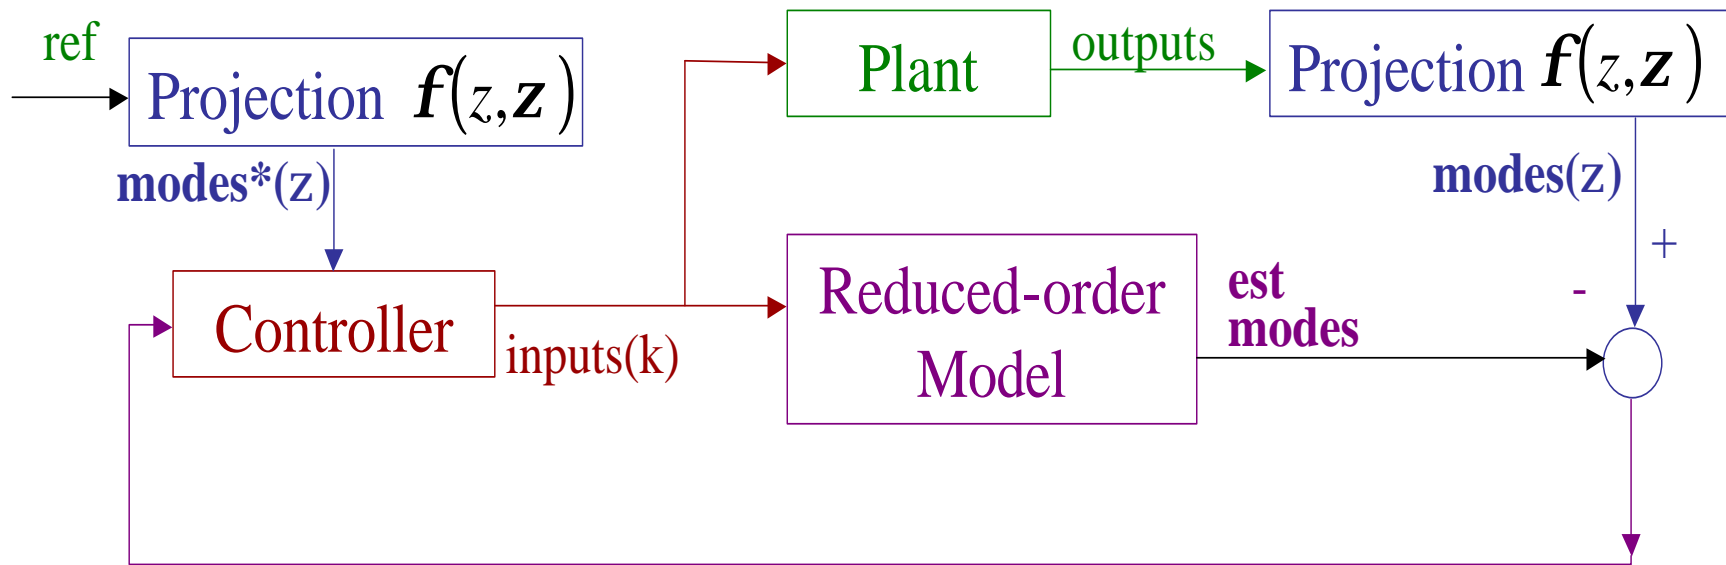 ref
Projection f(z,z)
modes*(z)
Controller
inputs(k)
Plant
outputs
Projection f(z,z)
modes(z)
+
-
Reduced-order
Model
est
modes